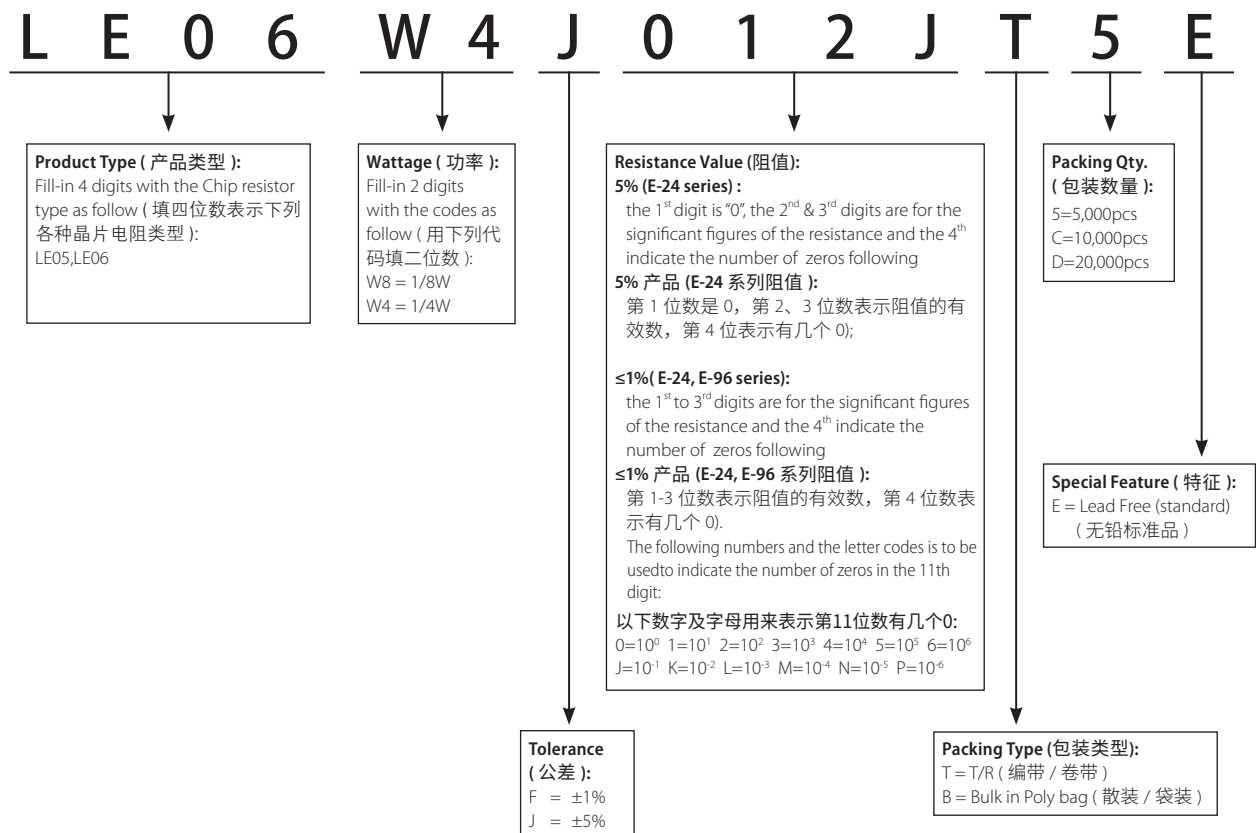 LE06 W4 J 012J T 5 E
Product Type ( 产品类型 ):
Fill-in 4 digits with the Chip resistor
type as follow ( 填四位数表示下列
各种晶片电阻类型 ):
LE05,LE06
Wattage ( 功率 ):
Fill-in 2 digits
with the codes as
follow ( 用下列代
码填二位数 ):
W8 = 1/8W
W4 = 1/4W
Resistance Value (阻值):
5% (E-24 series) :
the 1st digit is “0”, the 2nd & 3rd digits are for the
significant figures of the resistance and the 4th
indicate the number of zeros following
5% 产品 (E-24 系列阻值 ):
第 1 位数是 0，第 2、3 位数表示阻值的有
效数，第 4 位表示有几个 0);
≤1%( E-24, E-96 series):
the 1st to 3rd digits are for the significant figures
of the resistance and the 4th indicate the
number of zeros following
≤1% 产品 (E-24, E-96 系列阻值 ):
第 1-3 位数表示阻值的有效数，第 4 位数表
示有几个 0).
The following numbers and the letter codes is to be
usedto indicate the number of zeros in the 11th
digit:
以下数字及字母用来表示第11位数有几个0:
0=10⁰ 1=10¹ 2=10² 3=10³ 4=10⁴ 5=10⁵ 6=10⁶
J=10⁻¹ K=10⁻² L=10⁻³ M=10⁻⁴ N=10⁻⁵ P=10⁻⁶
Packing Qty.
( 包装数量 ):
5=5,000pcs
C=10,000pcs
D=20,000pcs
Special Feature ( 特征 ):
E = Lead Free (standard)
( 无铅标准品 )
Tolerance
( 公差 ):
F = ±1%
J = ±5%
Packing Type (包装类型):
T = T/R ( 编带 / 卷带 )
B = Bulk in Poly bag ( 散装 / 袋装 )